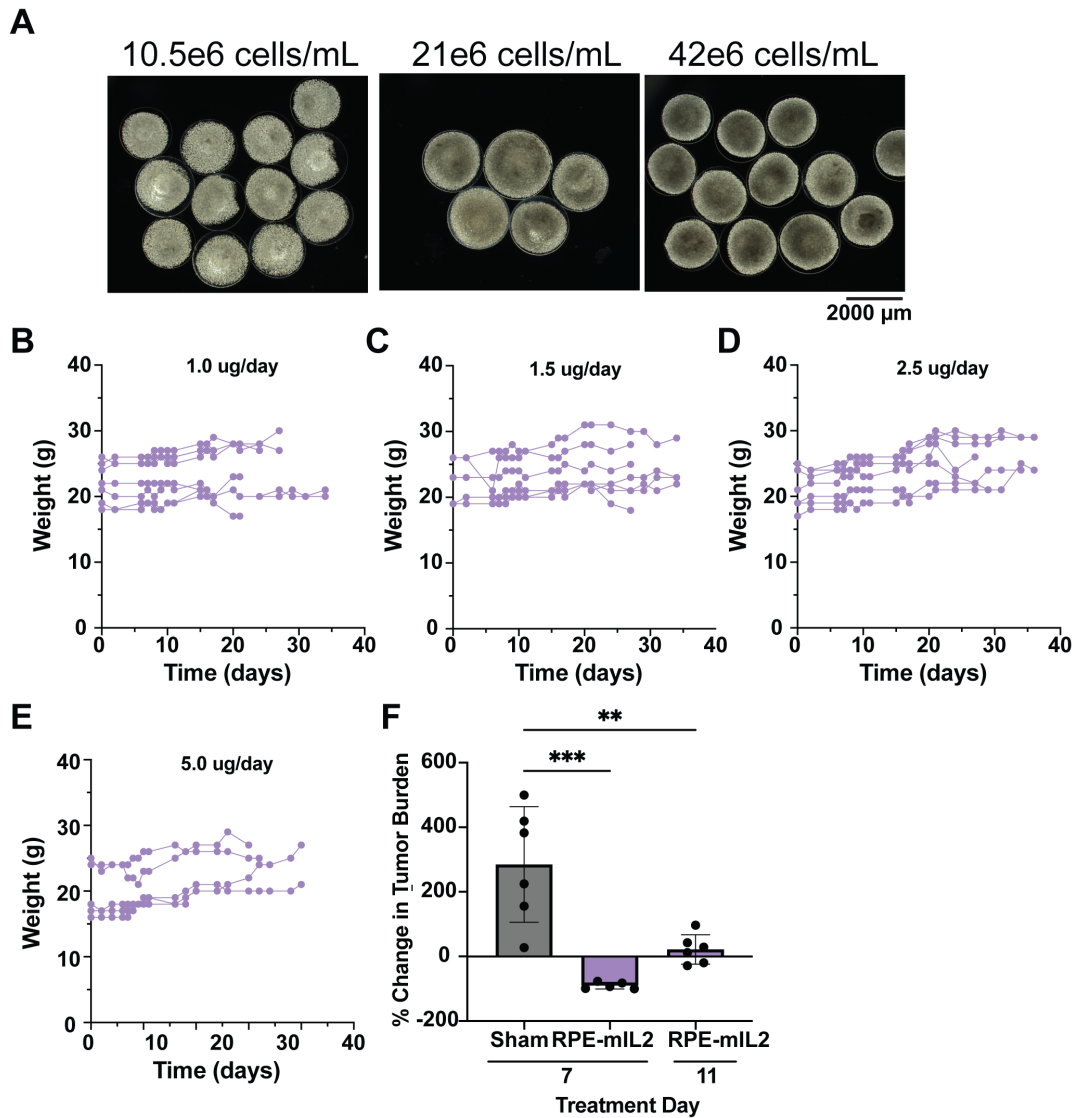 A
10.5e6 cells/mL 21e6 cells/mL 42e6 cells/mL
2000 µm
B C D
1.0 ug/day 1.5 ug/day 2.5 ug/day
40 40 40
30 30 30
20 20 20
10 10 10
0 0 0
Weight (g) Weight (g) Weight (g)
0 10 20 30 40 0 10 20 30 40 0 10 20 30 40
Time (days) Time (days) Time (days)
E
5.0 ug/day
40
30
20
10
0
Weight (g)
0 10 20 30 40
Time (days)
F
**
***
600
400
200
0
-200
% Change in Tumor Burden
Sham RPE-mIL2 RPE-mIL2
7 11
Treatment Day